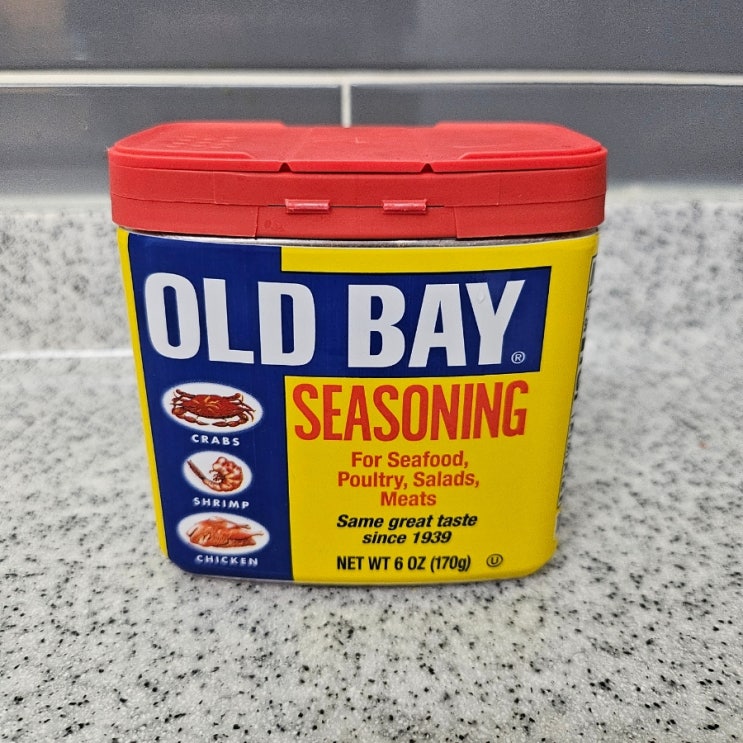 OLD BAY®
SEASONING
CRABS
SHRIMP
CHICKEN
For Seafood,
Poultry, Salads,
Meats
Same great taste
since 1939
NET WT 6 OZ (170g) Ⓤ